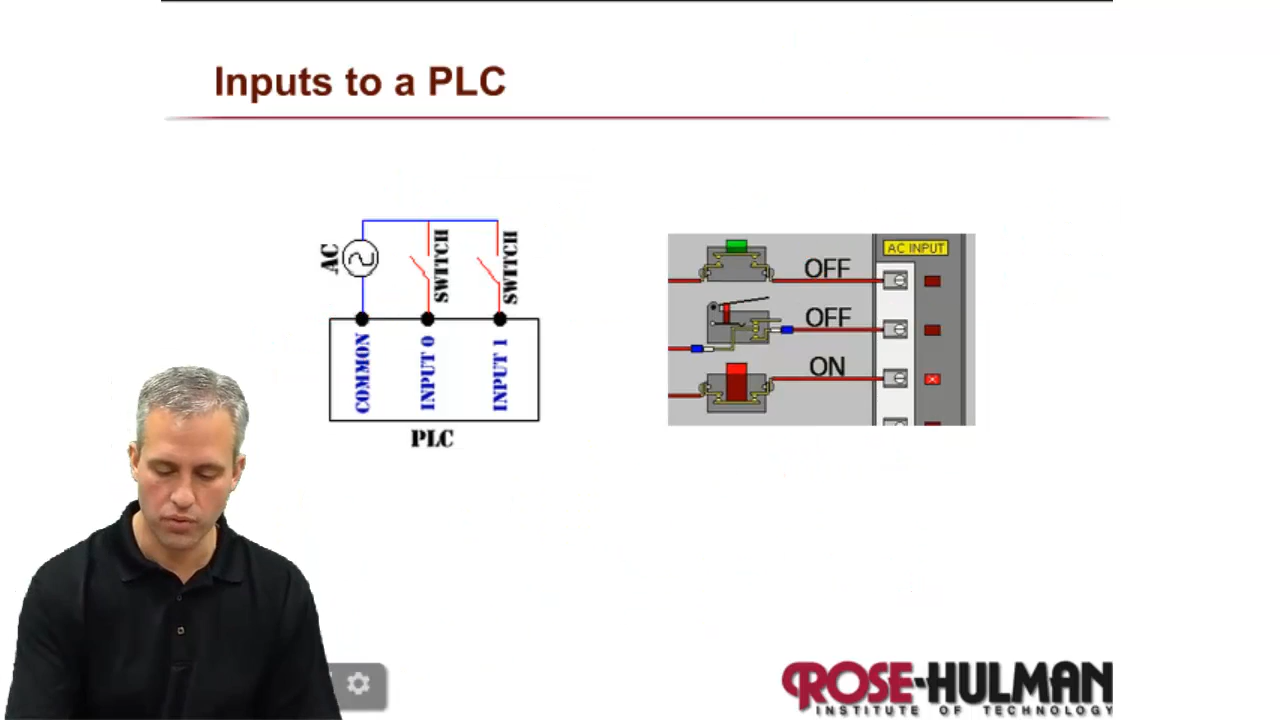 Inputs to a PLC
AC
SWITCH
SWITCH
COMMON
INPUT 0
INPUT 1
PLC
AC INPUT
OFF
OFF
ON
ROSE-HULMAN
INSTITUTE OF TECHNOLOGY